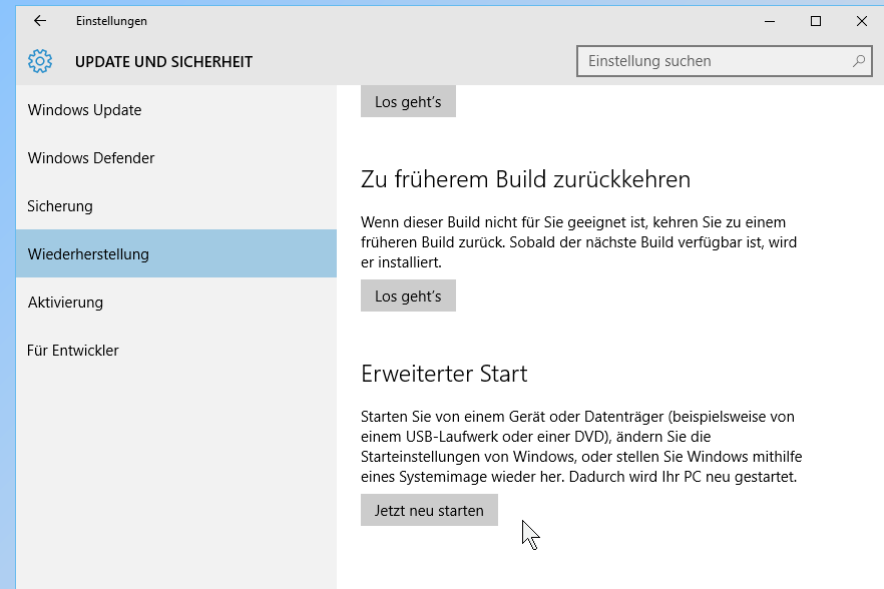 Einstellungen
UPDATE UND SICHERHEIT
Einstellung suchen
Windows Update
Windows Defender
Sicherung
Wiederherstellung
Aktivierung
Für Entwickler
Los geht's
Zu früherem Build zurückkehren
Wenn dieser Build nicht für Sie geeignet ist, kehren Sie zu einem
früheren Build zurück. Sobald der nächste Build verfügbar ist, wird
er installiert.
Los geht's
Erweiterter Start
Starten Sie von einem Gerät oder Datenträger (beispielsweise von
einem USB-Laufwerk oder einer DVD), ändern Sie die
Starteinstellungen von Windows, oder stellen Sie Windows mithilfe
eines Systemimage wieder her. Dadurch wird Ihr PC neu gestartet.
Jetzt neu starten